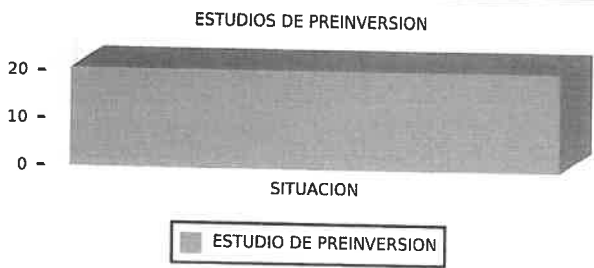 ESTUDIOS DE PREINVERSION
20
10
0
SITUACION
ESTUDIO DE PREINVERSION